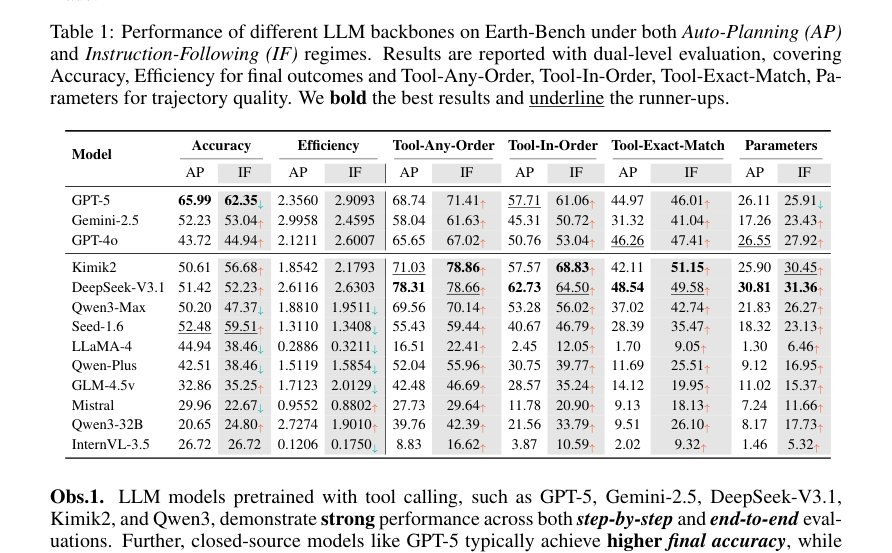 Table 1: Performance of different LLM backbones on Earth-Bench under both Auto-Planning (AP)
and Instruction-Following (IF) regimes. Results are reported with dual-level evaluation, covering
Accuracy, Efficiency for final outcomes and Tool-Any-Order, Tool-In-Order, Tool-Exact-Match, Pa-
rameters for trajectory quality. We bold the best results and underline the runner-ups.
Model Accuracy Efficiency Tool-Any-Order Tool-In-Order Tool-Exact-Match Parameters
AP IF AP IF AP IF AP IF AP IF AP IF
GPT-5 65.99 62.35↓ 2.3560 2.9093 68.74 71.41↑ 57.71 61.06↑ 44.97 46.01↑ 26.11 25.91↓
Gemini-2.5 52.23 53.04↑ 2.9958 2.4595 58.04 61.63↑ 45.31 50.72↑ 31.32 41.04↑ 17.26 23.43↑
GPT-4o 43.72 44.94↑ 2.1211 2.6007 65.65 67.02↑ 50.76 53.04↑ 46.26 47.41↑ 26.55 27.92↑
Kimik2 50.61 56.68↑ 1.8542 2.1793 71.03 78.86↑ 57.57 68.83↑ 42.11 51.15↑ 25.90 30.45↑
DeepSeek-V3.1 51.42 52.23↑ 2.6116 2.6303 78.31 78.66↑ 62.73 64.50↑ 48.54 49.58↑ 30.81 31.36↑
Qwen3-Max 50.20 47.37↓ 1.8810 1.9511↓ 69.56 70.14↑ 53.28 56.02↑ 37.02 42.74↑ 21.83 26.27↑
Seed-1.6 52.48 59.51↑ 1.3110 1.3408↓ 55.43 59.44↑ 40.67 46.79↑ 28.39 35.47↑ 18.32 23.13↑
LLaMA-4 44.94 38.46↓ 0.2886 0.3211↓ 16.51 22.41↑ 2.45 12.05↑ 1.70 9.05↑ 1.30 6.46↑
Qwen-Plus 42.51 38.46↓ 1.5119 1.5854↓ 52.04 55.96↑ 30.75 39.77↑ 11.69 25.51↑ 9.12 16.95↑
GLM-4.5v 32.86 35.25↑ 1.7123 2.0129↓ 42.48 46.69↑ 28.57 35.24↑ 14.12 19.95↑ 11.02 15.37↑
Mistral 29.96 22.67↓ 0.9552 0.8802↑ 27.73 29.64↑ 11.78 20.90↑ 9.13 18.13↑ 7.24 11.66↑
Qwen3-32B 20.65 24.80↑ 2.7274 1.9010↑ 39.76 42.39↑ 21.56 33.79↑ 9.51 26.10↑ 8.17 17.73↑
InternVL-3.5 26.72 26.72 0.1206 0.1750↓ 8.83 16.62↑ 3.87 10.59↑ 2.02 9.32↑ 1.46 5.32↑
Obs.1. LLM models pretrained with tool calling, such as GPT-5, Gemini-2.5, DeepSeek-V3.1,
Kimik2, and Qwen3, demonstrate strong performance across both step-by-step and end-to-end eval-
uations. Further, closed-source models like GPT-5 typically achieve higher final accuracy, while